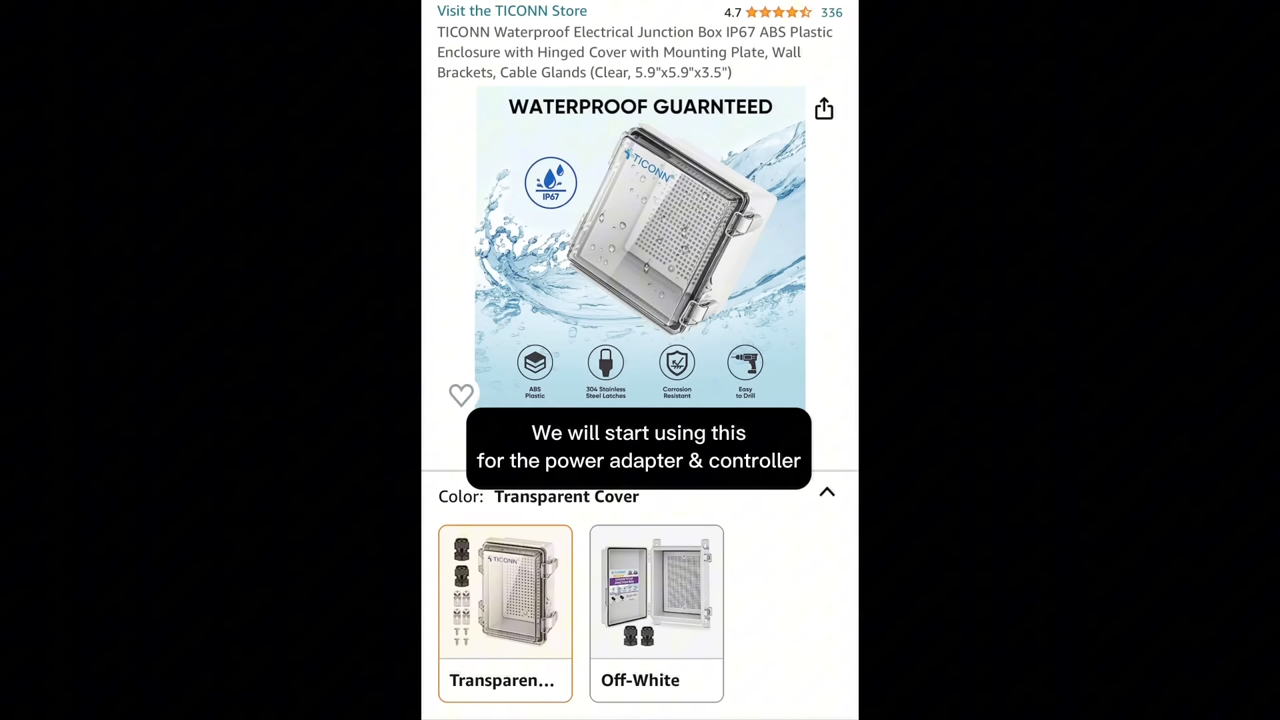 Visit the TICONN Store
4.7 336
TICONN Waterproof Electrical Junction Box IP67 ABS Plastic
Enclosure with Hinged Cover with Mounting Plate, Wall
Brackets, Cable Glands (Clear, 5.9"x5.9"x3.5")
WATERPROOF GUARNTEED
TICONN
IP67
ABS
Plastic
304 Stainless
Steel Latches
Corrosion
Resistant
Easy
to Drill
We will start using this
for the power adapter & controller
Color: Transparent Cover
TICONN
Transparen...
Off-White